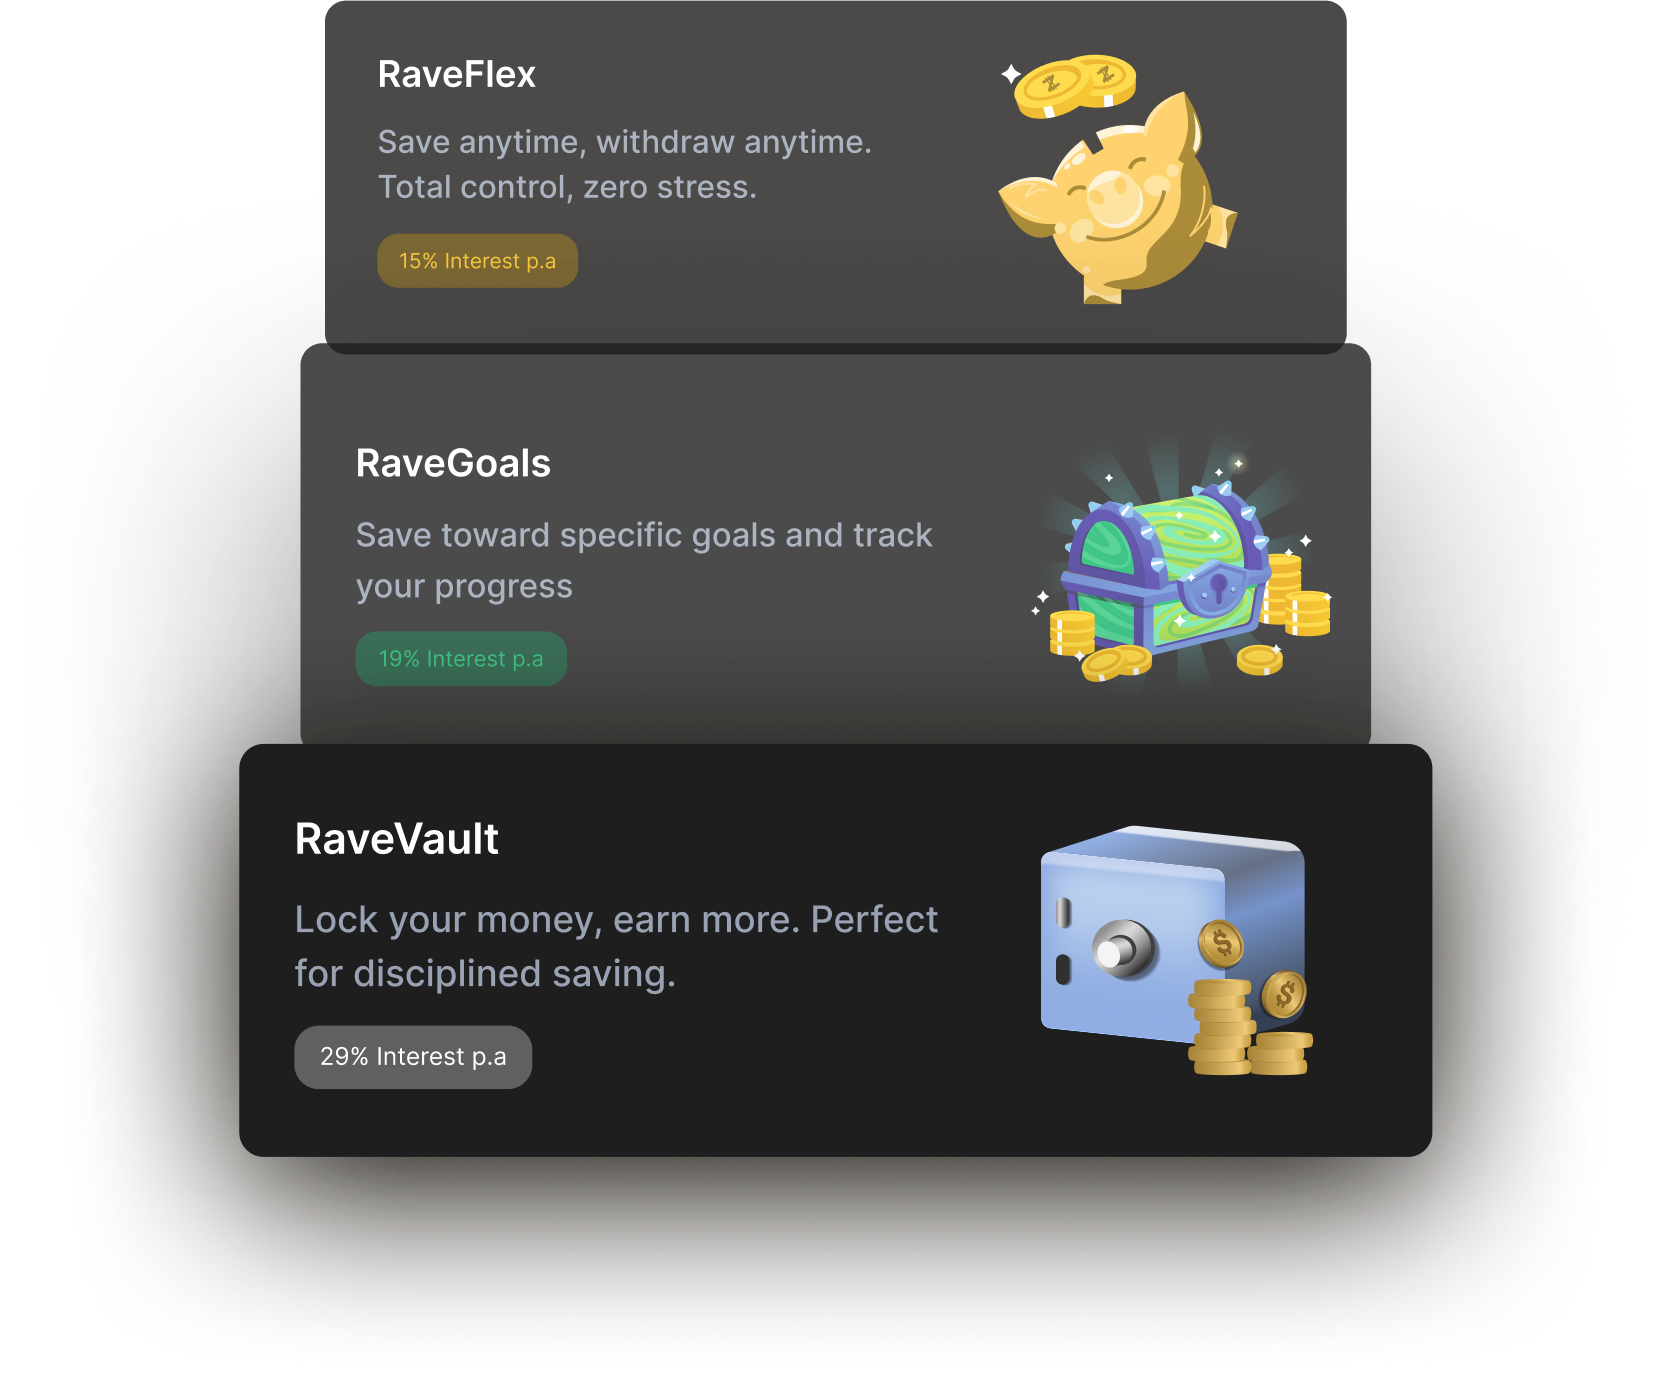 RaveFlex
Save anytime, withdraw anytime.
Total control, zero stress.
15% Interest p.a
RaveGoals
Save toward specific goals and track
your progress
19% Interest p.a
RaveVault
Lock your money, earn more. Perfect
for disciplined saving.
29% Interest p.a
$
$